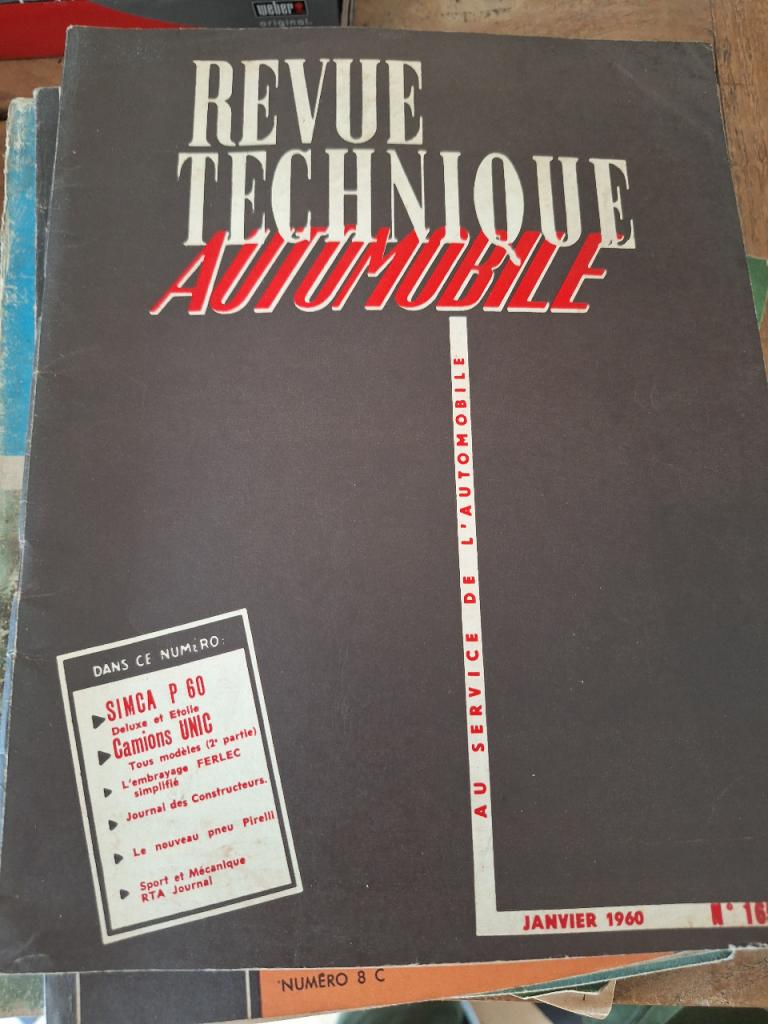 weber
original.
REVUE
TECHNIQUE
AUTOMOBILE
AU SERVICE DE L'AUTOMOBILE
DANS CE NUMÉRO:
SIMCA P 60
Deluxe et Etoile
Camions UNIC
Tous modèles (2e partie)
L'embrayage FERLEC
simplifié
Journal des Constructeurs.
Le nouveau pneu Pirelli
Sport et Mécanique
RTA Journal
JANVIER 1960
N° 16
NUMÉRO 8 C